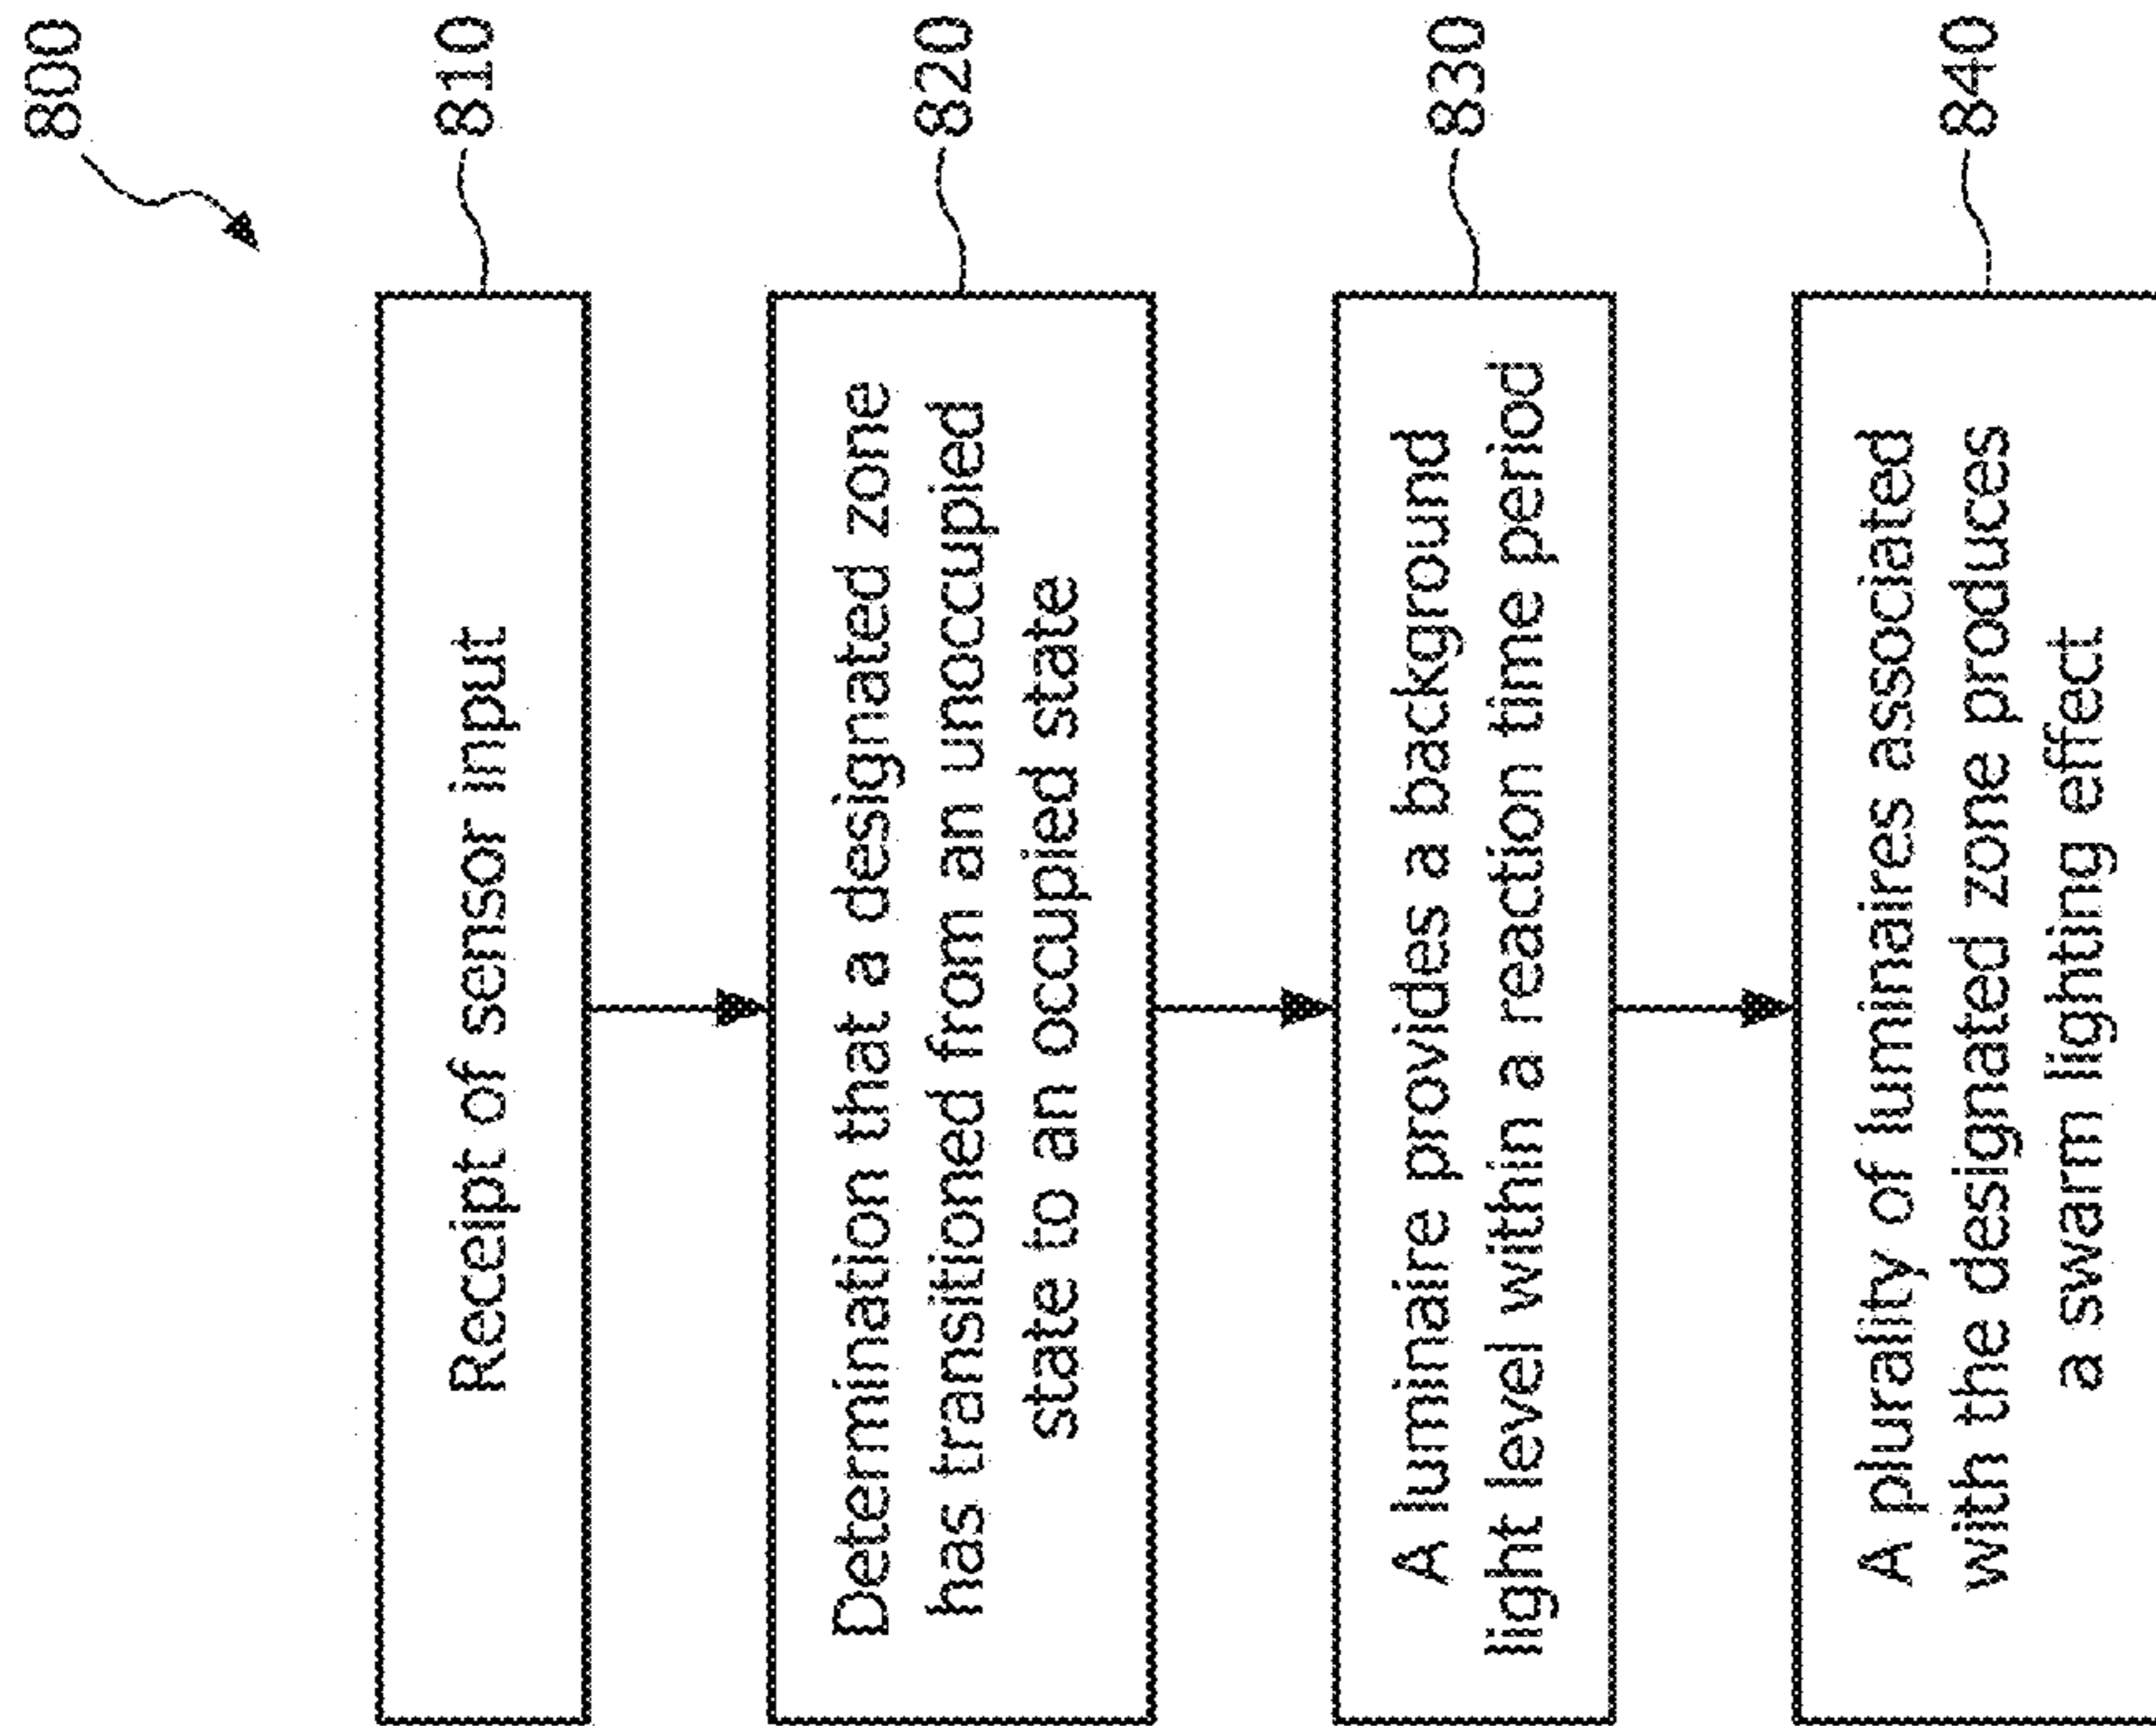 800
Receipt of sensor input
810
Determination that a designated zone
has transitioned from an unoccupied
state to an occupied state
820
A luminaire provides a background
light level within a reaction time period
830
A plurality of luminaires associated
with the designated zone produces
a swarm lighting effect
840